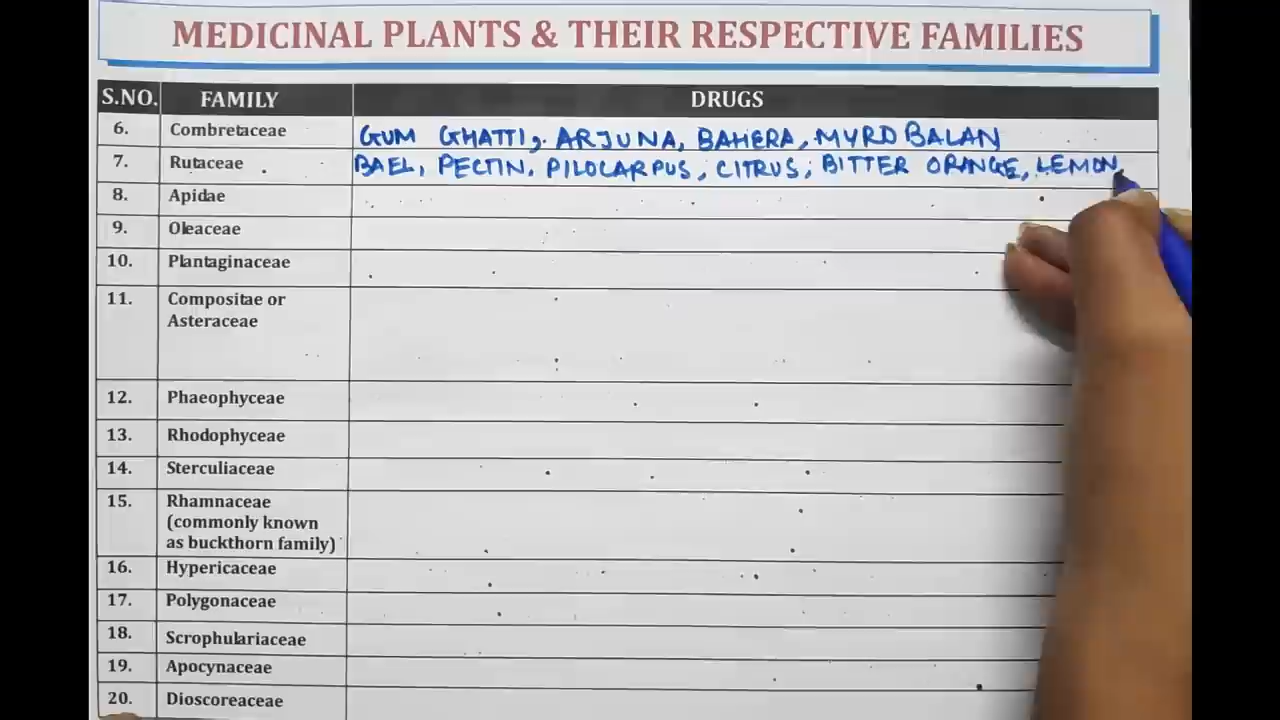 MEDICINAL PLANTS & THEIR RESPECTIVE FAMILIES
S.NO. FAMILY DRUGS
6. Combretaceae GUM GHATTI, ARJUNA, BAHERA, MYROBALAN
7. Rutaceae BAEL, PECTIN, PILOCARPUS, CITRUS, BITTER ORANGE, LEMON
8. Apidae
9. Oleaceae
10. Plantaginaceae
11. Compositae or
Asteraceae
12. Phaeophyceae
13. Rhodophyceae
14. Sterculiaceae
15. Rhamnaceae
(commonly known
as buckthorn family)
16. Hypericaceae
17. Polygonaceae
18. Scrophulariaceae
19. Apocynaceae
20. Dioscoreaceae